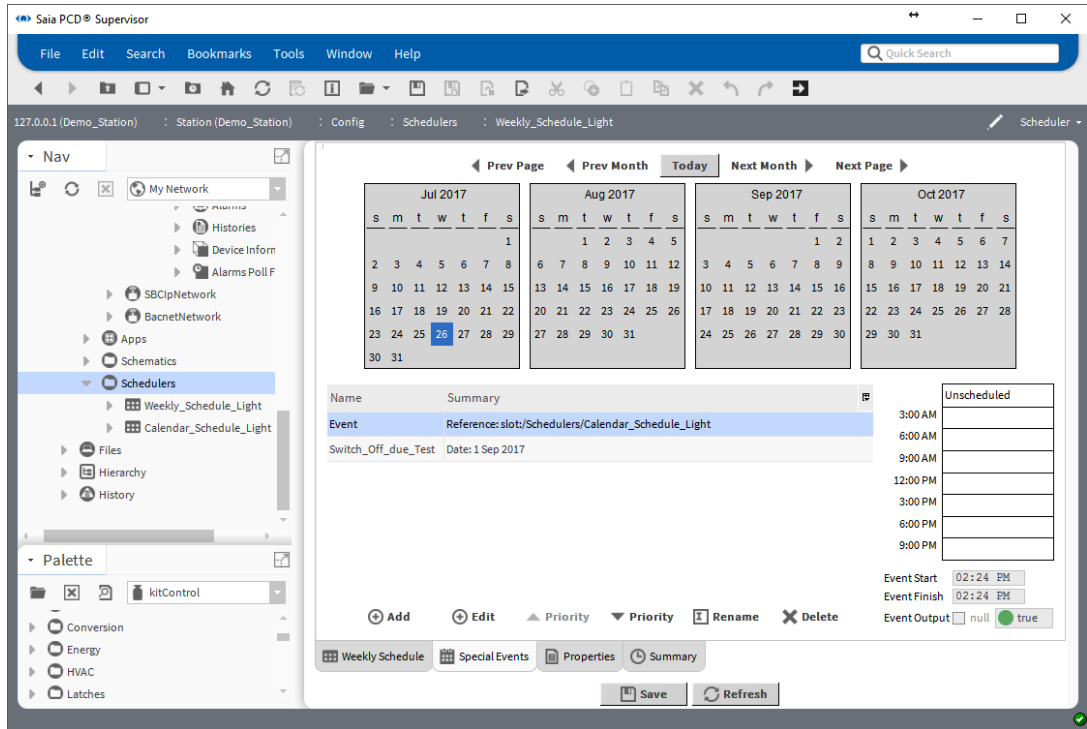 Saia PCD® Supervisor
File Edit Search Bookmarks Tools Window Help
Quick Search
127.0.0.1 (Demo_Station) : Station (Demo_Station) : Config : Schedulers : Weekly_Schedule_Light
Scheduler
Nav
My Network
Alarms
Histories
Device Inform
Alarms Poll F
SBCIpNetwork
BacnetNetwork
Apps
Schematics
Schedulers
Weekly_Schedule_Light
Calendar_Schedule_Light
Files
Hierarchy
History
Palette
kitControl
Conversion
Energy
HVAC
Latches
Prev Page Prev Month Today Next Month Next Page
Jul 2017
s m t w t f s
1
2 3 4 5 6 7 8
9 10 11 12 13 14 15
16 17 18 19 20 21 22
23 24 25 26 27 28 29
30 31
Aug 2017
s m t w t f s
1 2 3 4 5
6 7 8 9 10 11 12
13 14 15 16 17 18 19
20 21 22 23 24 25 26
27 28 29 30 31
Sep 2017
s m t w t f s
1 2
3 4 5 6 7 8 9
10 11 12 13 14 15 16
17 18 19 20 21 22 23
24 25 26 27 28 29 30
Oct 2017
s m t w t f s
1 2 3 4 5 6 7
8 9 10 11 12 13 14
15 16 17 18 19 20 21
22 23 24 25 26 27 28
29 30 31
Name Summary
Event Reference: slot:/Schedulers/Calendar_Schedule_Light
Switch_Off_due_Test Date: 1 Sep 2017
Unscheduled
3:00 AM
6:00 AM
9:00 AM
12:00 PM
3:00 PM
6:00 PM
9:00 PM
Event Start 02:24 PM
Event Finish 02:24 PM
Event Output null true
Add Edit Priority Priority Rename Delete
Weekly Schedule Special Events Properties Summary
Save Refresh